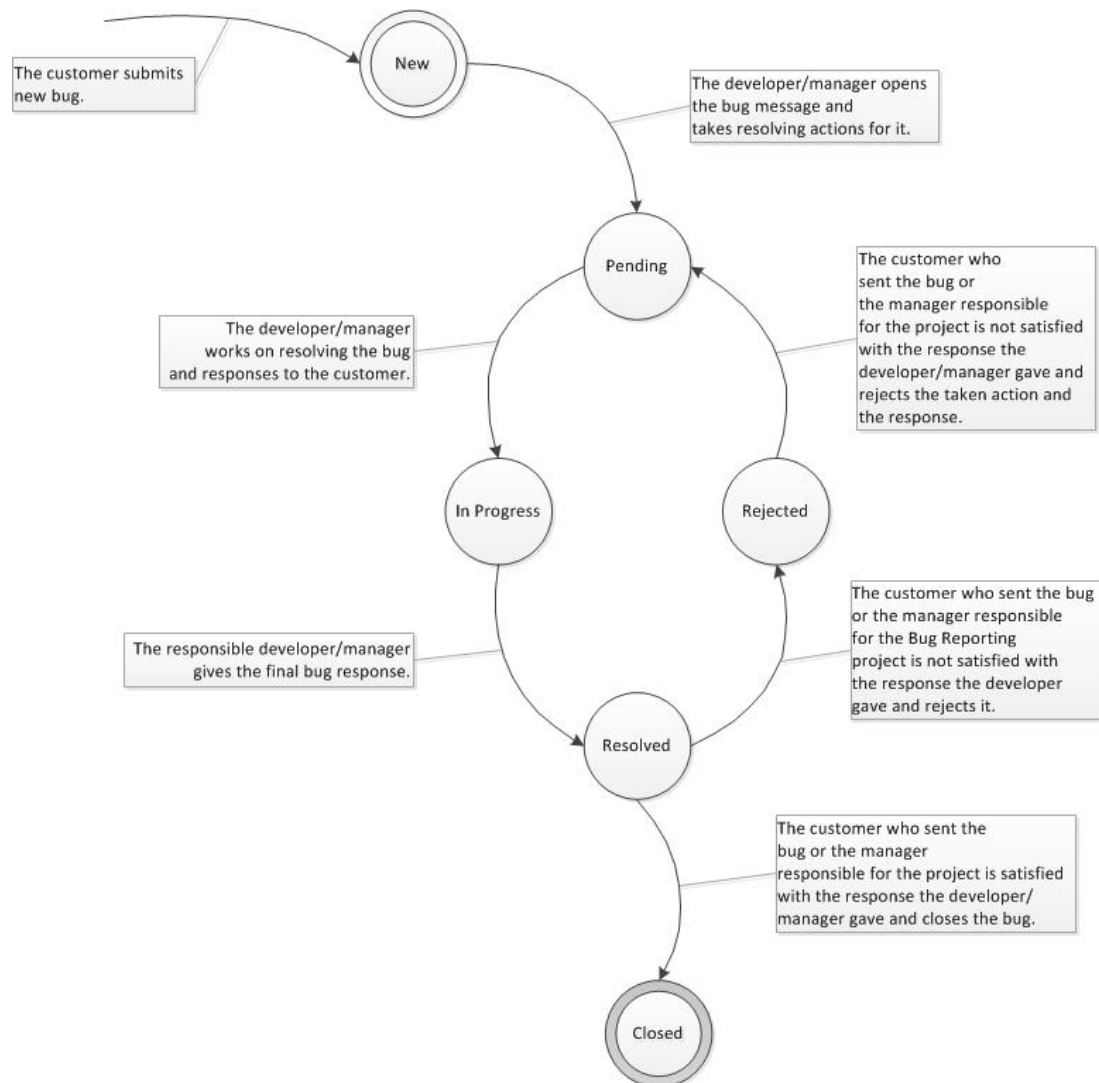 The customer submits
new bug.
New
The developer/manager opens
the bug message and
takes resolving actions for it.
Pending
The customer who
sent the bug or
the manager responsible
for the project is not satisfied
with the response the
developer/manager gave and
rejects the taken action and
the response.
The developer/manager
works on resolving the bug
and responses to the customer.
In Progress
Rejected
The customer who sent the bug
or the manager responsible
for the Bug Reporting
project is not satisfied with
the response the developer
gave and rejects it.
The responsible developer/manager
gives the final bug response.
Resolved
The customer who sent the
bug or the manager
responsible for the project is satisfied
with the response the developer/
manager gave and closes the bug.
Closed